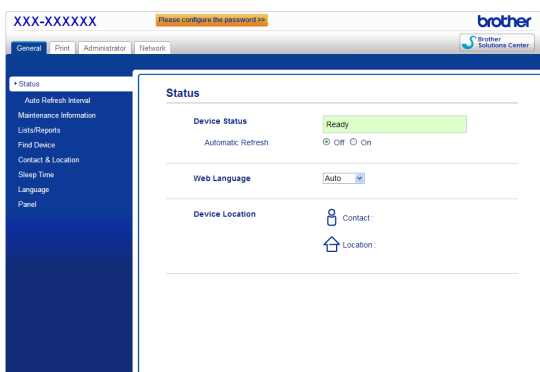 XXX-XXXXXX
Please configure the password >>
brother
General Print Administrator Network
Brother
Solutions Center
Status
Auto Refresh Interval
Maintenance Information
Lists/Reports
Find Device
Contact & Location
Sleep Time
Language
Panel
Status
Device Status Ready
Automatic Refresh Off On
Web Language Auto
Device Location Contact :
Location :